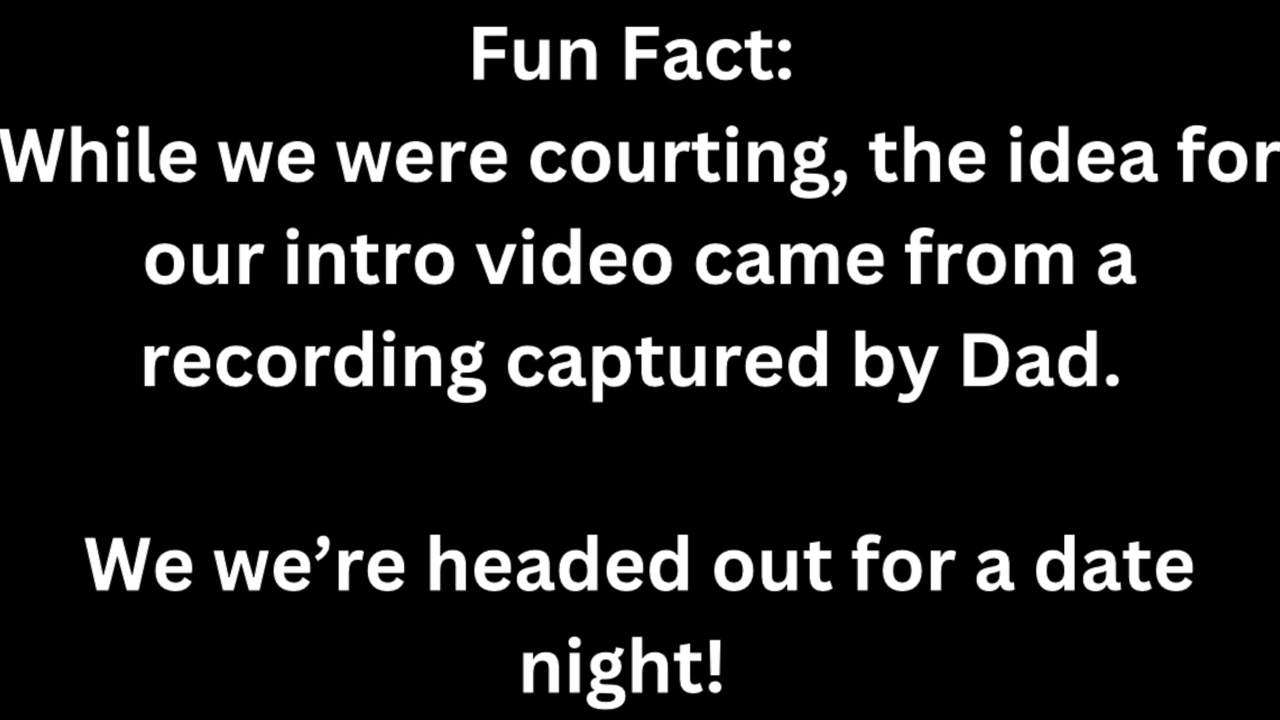 Fun Fact:
While we were courting, the idea for
our intro video came from a
recording captured by Dad.
We we’re headed out for a date
night!